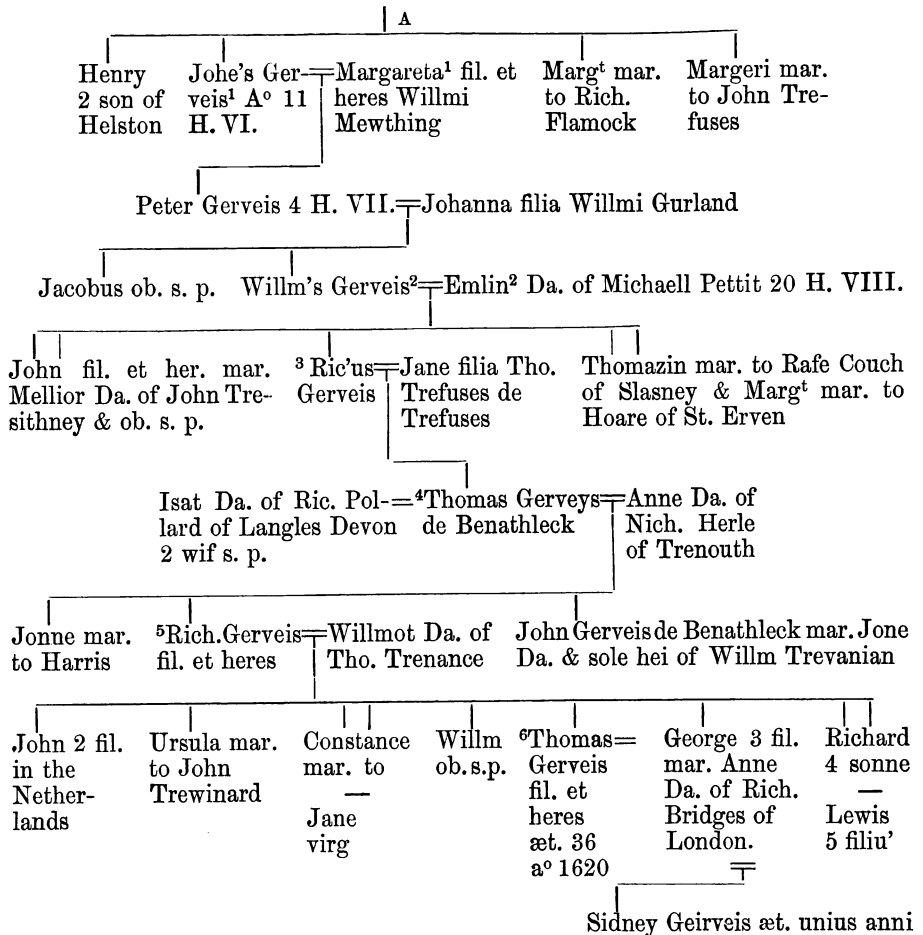 A
Henry
2 son of
Helston
Johe's Ger-
veis¹ Aº 11
H. VI.
Margareta¹ fil. et
heres Willmi
Mewthing
Margᵗ mar.
to Rich.
Flamock
Margeri mar.
to John Tre-
fuses
Peter Gerveis 4 H. VII.
Johanna filia Willmi Gurland
Jacobus ob. s. p.
Willm's Gerveis²
Emlin² Da. of Michaell Pettit 20 H. VIII.
John fil. et her. mar.
Mellior Da. of John Tre-
sithney & ob. s. p.
³ Ric'us
Gerveis
Jane filia Tho.
Trefuses de
Trefuses
Thomazin mar. to Rafe Couch
of Slasney & Margᵗ mar. to
Hoare of St. Erven
Isat Da. of Ric. Pol-
lard of Langles Devon
2 wif s. p.
⁴Thomas Gerveys
de Benathleck
Anne Da. of
Nich. Herle
of Trenouth
Jonne mar.
to Harris
⁵Rich. Gerveis
fil. et heres
Willmot Da. of
Tho. Trenance
John Gerveis de Benathleck mar. Jone
Da. & sole hei of Willm Trevanian
John 2 fil.
in the
Nether-
lands
Ursula mar.
to John
Trewinard
Constance
mar. to
—
Jane
virg
Willm
ob. s.p.
⁶Thomas
Gerveis
fil. et
heres
æt. 36
aº 1620
George 3 fil.
mar. Anne
Da. of Rich.
Bridges of
London.
Richard
4 sonne
—
Lewis
5 filiu'
Sidney Geirveis æt. unius anni